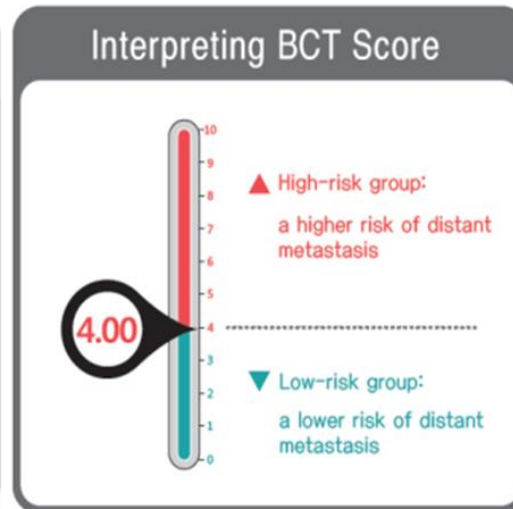 Interpreting BCT Score
10
9
8
7
6
5
4
3
2
1
0
4.00
▲ High-risk group:
a higher risk of distant
metastasis
▼ Low-risk group:
a lower risk of distant
metastasis